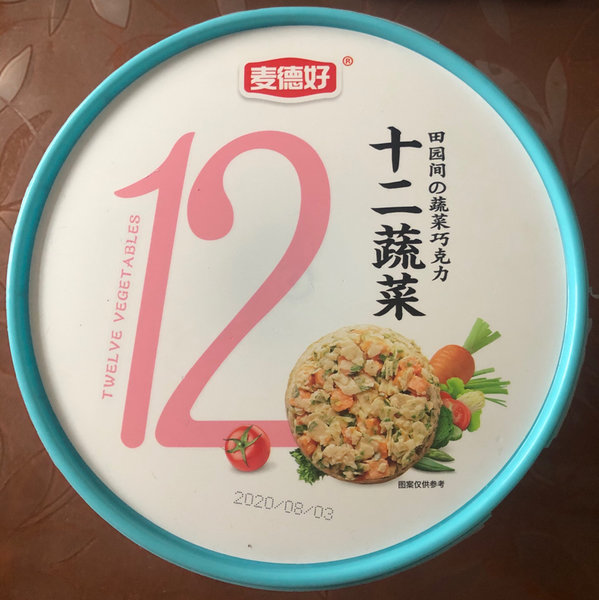 麦德好®
12
TWELVE VEGETABLES
十二蔬菜
田园间の蔬菜巧克力
图案仅供参考
2020/08/03